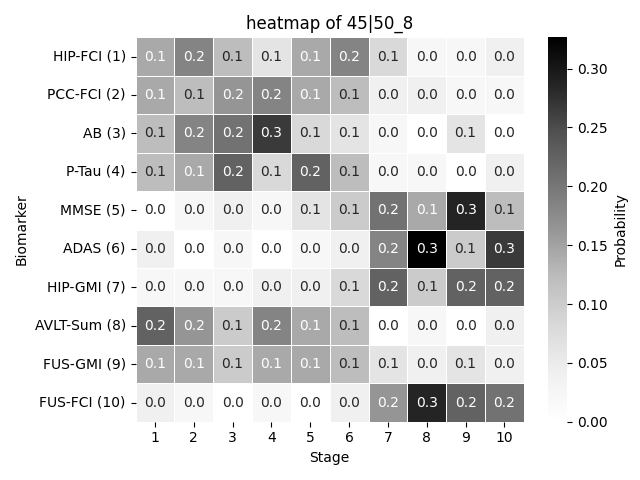 heatmap of 45|50_8
HIP-FCI (1) 0.1 0.2 0.1 0.1 0.1 0.2 0.1 0.0 0.0 0.0
PCC-FCI (2) 0.1 0.1 0.2 0.2 0.1 0.1 0.0 0.0 0.0 0.0
AB (3) 0.1 0.2 0.2 0.3 0.1 0.1 0.0 0.0 0.1 0.0
P-Tau (4) 0.1 0.1 0.2 0.1 0.2 0.1 0.0 0.0 0.0 0.0
MMSE (5) 0.0 0.0 0.0 0.0 0.1 0.1 0.2 0.1 0.3 0.1
ADAS (6) 0.0 0.0 0.0 0.0 0.0 0.0 0.2 0.3 0.1 0.3
HIP-GMI (7) 0.0 0.0 0.0 0.0 0.0 0.1 0.2 0.1 0.2 0.2
AVLT-Sum (8) 0.2 0.2 0.1 0.2 0.1 0.1 0.0 0.0 0.0 0.0
FUS-GMI (9) 0.1 0.1 0.1 0.1 0.1 0.1 0.1 0.0 0.1 0.0
FUS-FCI (10) 0.0 0.0 0.0 0.0 0.0 0.0 0.2 0.3 0.2 0.2
1 2 3 4 5 6 7 8 9 10
Stage
Biomarker
0.30
0.25
0.20
0.15
0.10
0.05
0.00
Probability